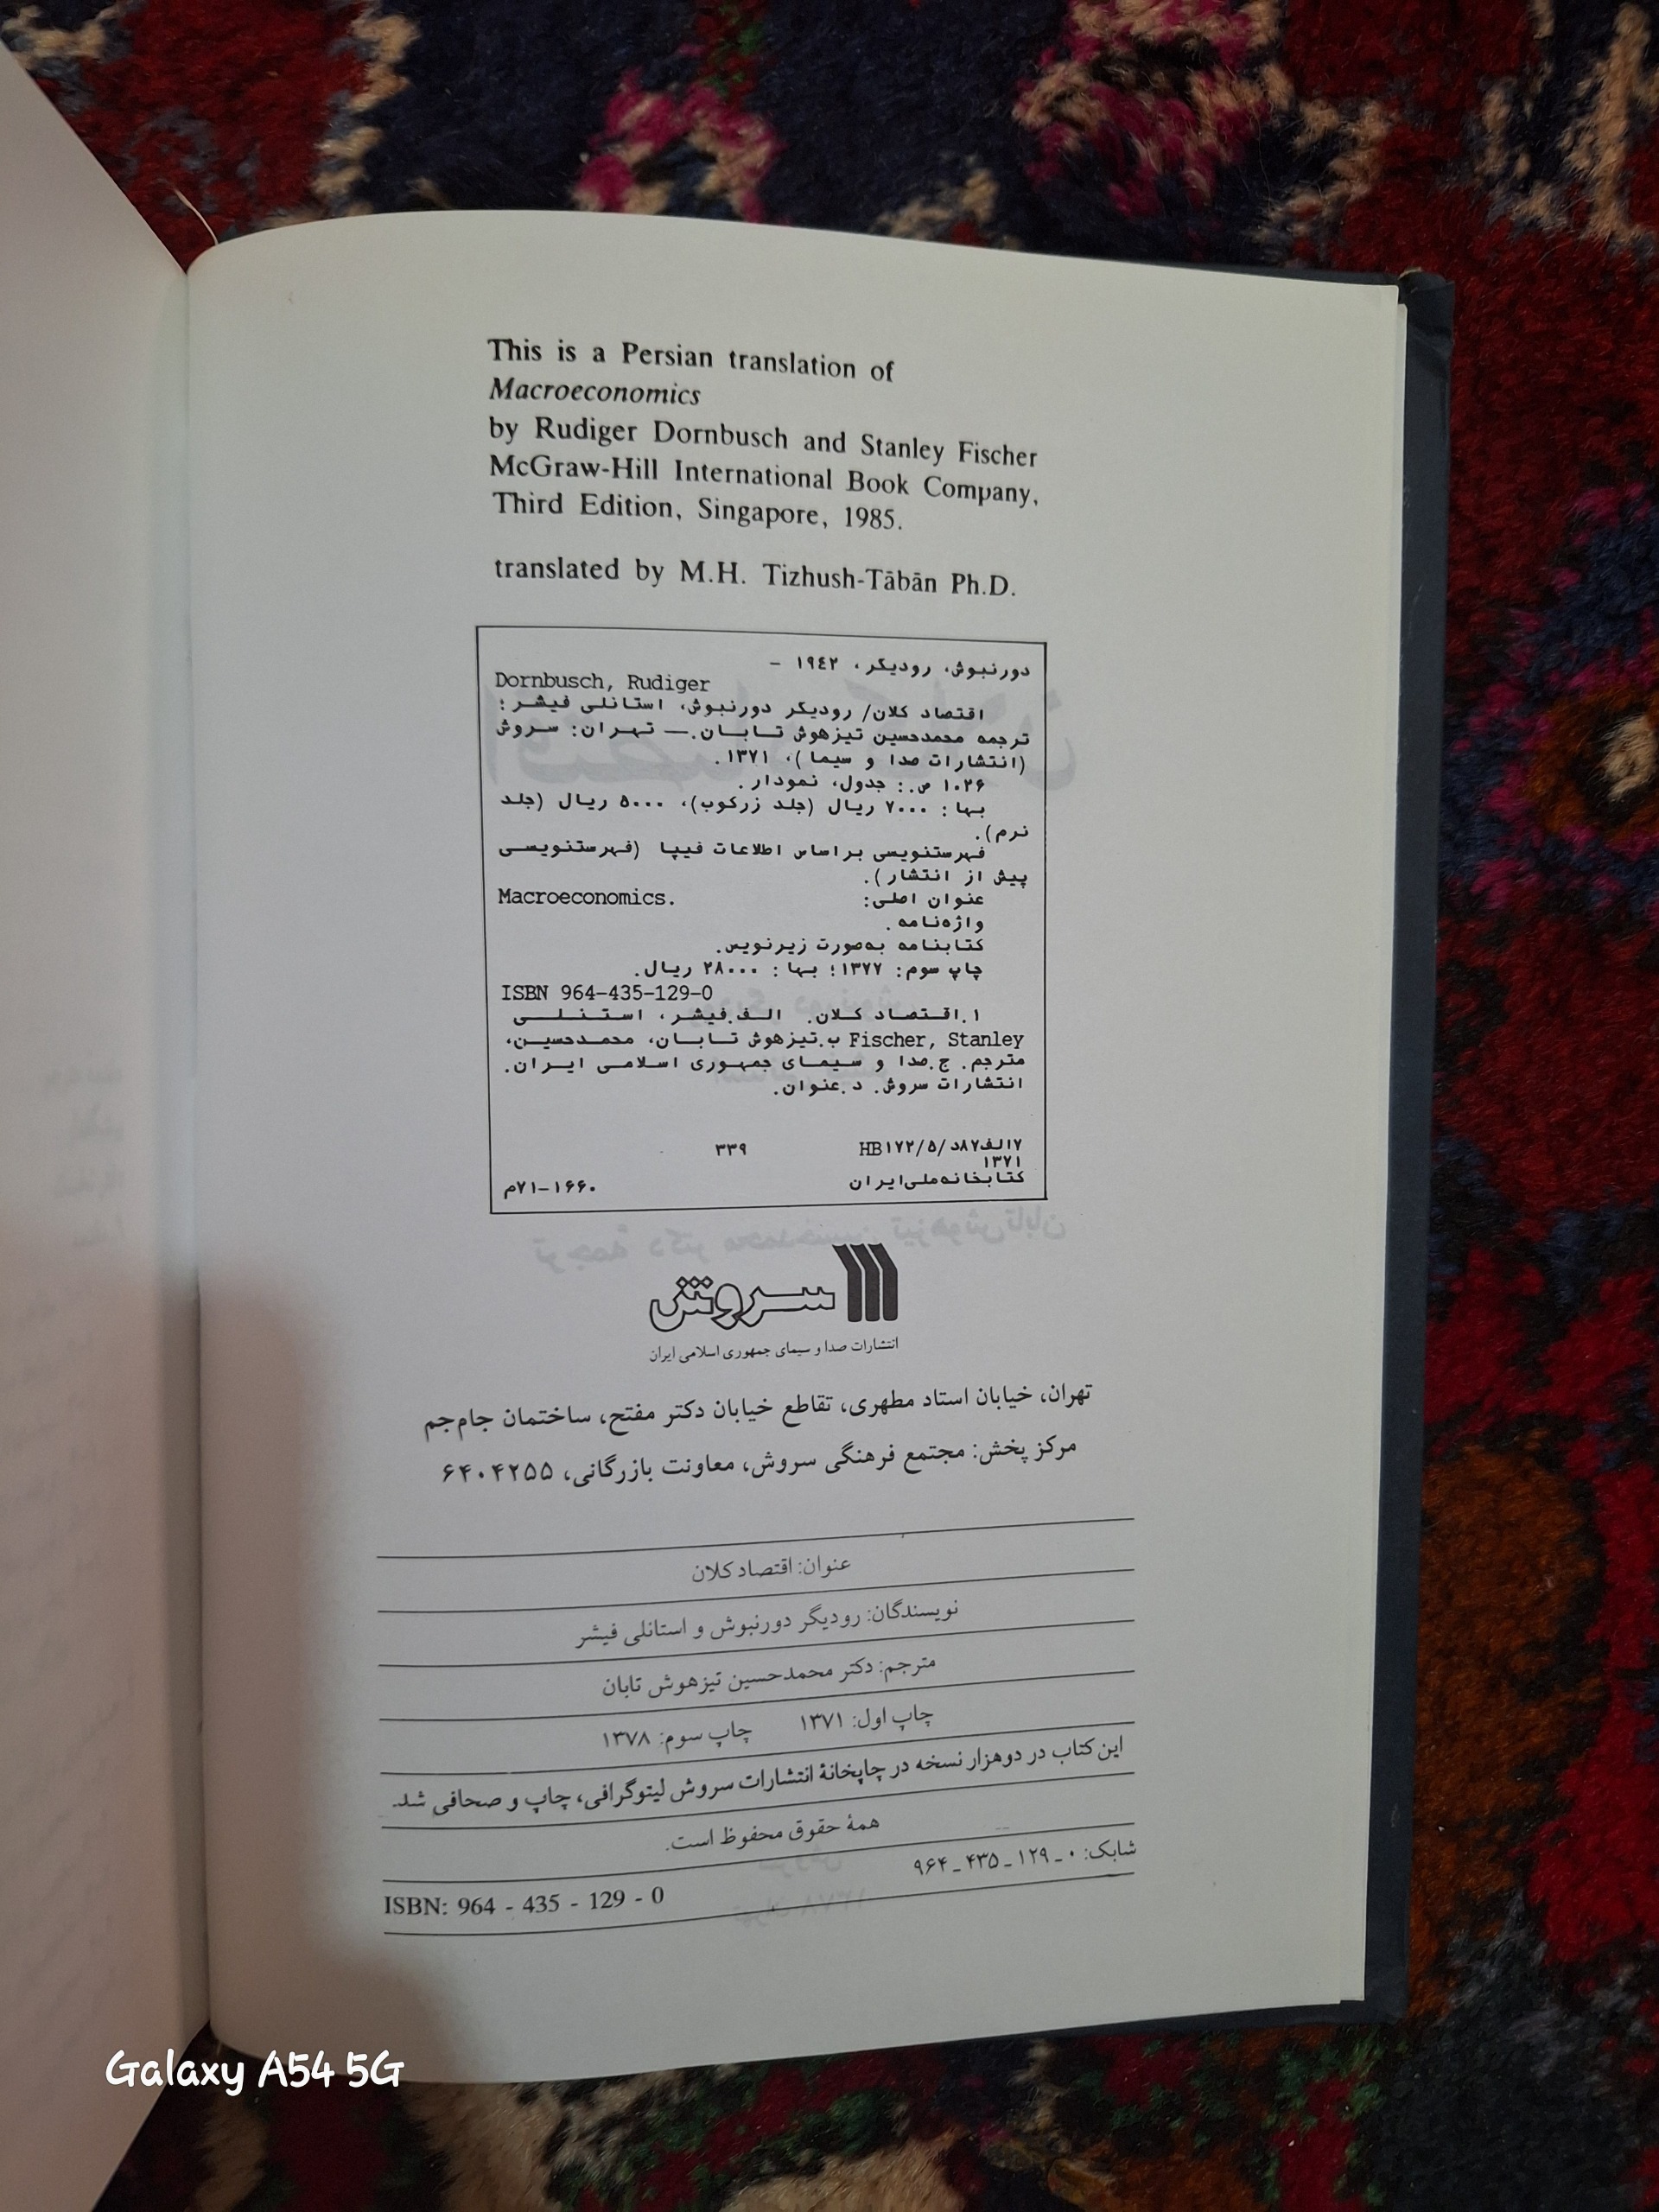 This is a Persian translation of
Macroeconomics
by Rudiger Dornbusch and Stanley Fischer
McGraw-Hill International Book Company,
Third Edition, Singapore, 1985.
translated by M.H. Tizhush-Tābān Ph.D.
دورنبوش، رودیگر، ۱۹٤۲ –
Dornbusch, Rudiger
اقتصاد کلان/ رودیگر دورنبوش، استانلی فیشر؛
ترجمه محمدحسین تیزهوش تابان.— تهران: سروش
(انتشارات صدا و سیما)، ۱۳۷۱.
۱۰۲۶ ص.: جدول، نمودار.
بها: ۷۰۰۰ ریال (جلد زرکوب)، ۵۰۰۰ ریال (جلد
نرم).
فهرستنویسی براساس اطلاعات فیپا (فهرستنویسی
پیش از انتشار).
عنوان اصلی: Macroeconomics.
واژه‌نامه.
کتابنامه به‌صورت زیرنویس.
چاپ سوم: ۱۳۷۷؛ بها: ۲۸۰۰۰ ریال.
ISBN 964-435-129-0
۱.اقتصاد کلان. الف.فیشر، استنلی
Fischer, Stanley ب.تیزهوش تابان، محمدحسین،
مترجم. ج.صدا و سیمای جمهوری اسلامی ایران.
انتشارات سروش. د.عنوان.
۷الف۸۷د/۵/HB۱۷۲ ۳۳۹
۱۳۷۱
کتابخانه‌ملی‌ایران م۷۱-۱۶۶۰
سروش
انتشارات صدا و سیمای جمهوری اسلامی ایران
تهران، خیابان استاد مطهری، تقاطع خیابان دکتر مفتح، ساختمان جام‌جم
مرکز پخش: مجتمع فرهنگی سروش، معاونت بازرگانی، ۶۴۰۴۲۵۵
عنوان: اقتصاد کلان
نویسندگان: رودیگر دورنبوش و استانلی فیشر
مترجم: دکتر محمدحسین تیزهوش تابان
چاپ اول: ۱۳۷۱ چاپ سوم: ۱۳۷۸
این کتاب در دوهزار نسخه در چاپخانهٔ انتشارات سروش لیتوگرافی، چاپ و صحافی شد.
همهٔ حقوق محفوظ است.
شابک: ۰ ـ ۱۲۹ ـ ۴۳۵ ـ ۹۶۴
ISBN: 964 - 435 - 129 - 0
Galaxy A54 5G